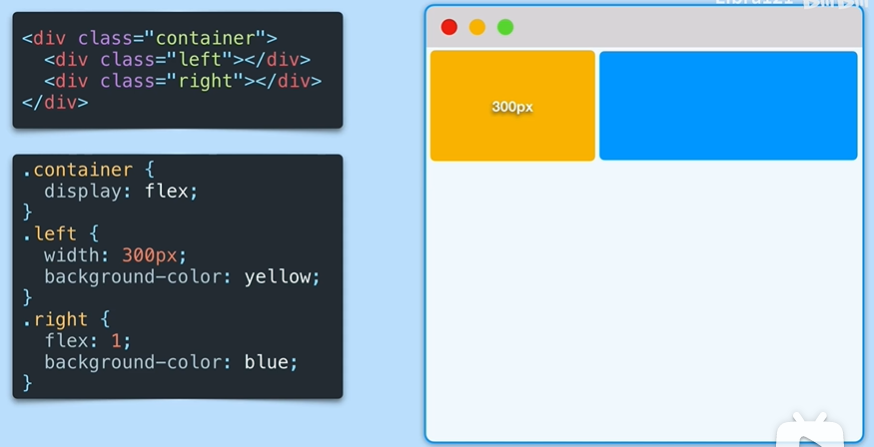 <div class="container">
  <div class="left"></div>
  <div class="right"></div>
</div>
.container {
  display: flex;
}
.left {
  width: 300px;
  background-color: yellow;
}
.right {
  flex: 1;
  background-color: blue;
}
300px